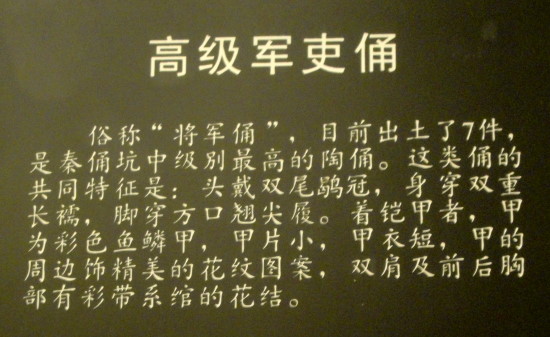 高级军吏俑
俗称“将军俑”，目前出土了7件，
是秦俑坑中级别最高的陶俑。这类俑的
共同特征是：头戴双尾鹖冠，身穿双重
长襦，脚穿方口翘尖履。着铠甲者，甲
为彩色鱼鳞甲，甲片小，甲衣短，甲的
周边饰精美的花纹图案，双肩及前后胸
部有彩带系绾的花结。